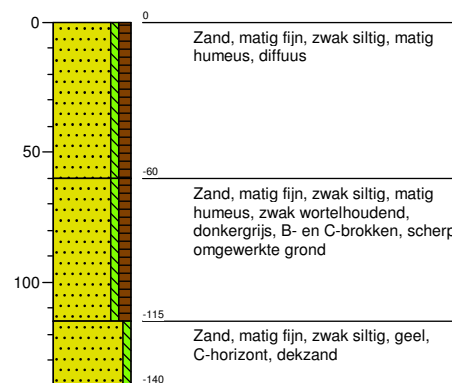 0
0
Zand, matig fijn, zwak siltig, matig
humeus, diffuus
50
-60
Zand, matig fijn, zwak siltig, matig
humeus, zwak wortelhoudend,
donkergrijs, B- en C-brokken, scherp
omgewerkte grond
100
-115
Zand, matig fijn, zwak siltig, geel,
C-horizont, dekzand
-140